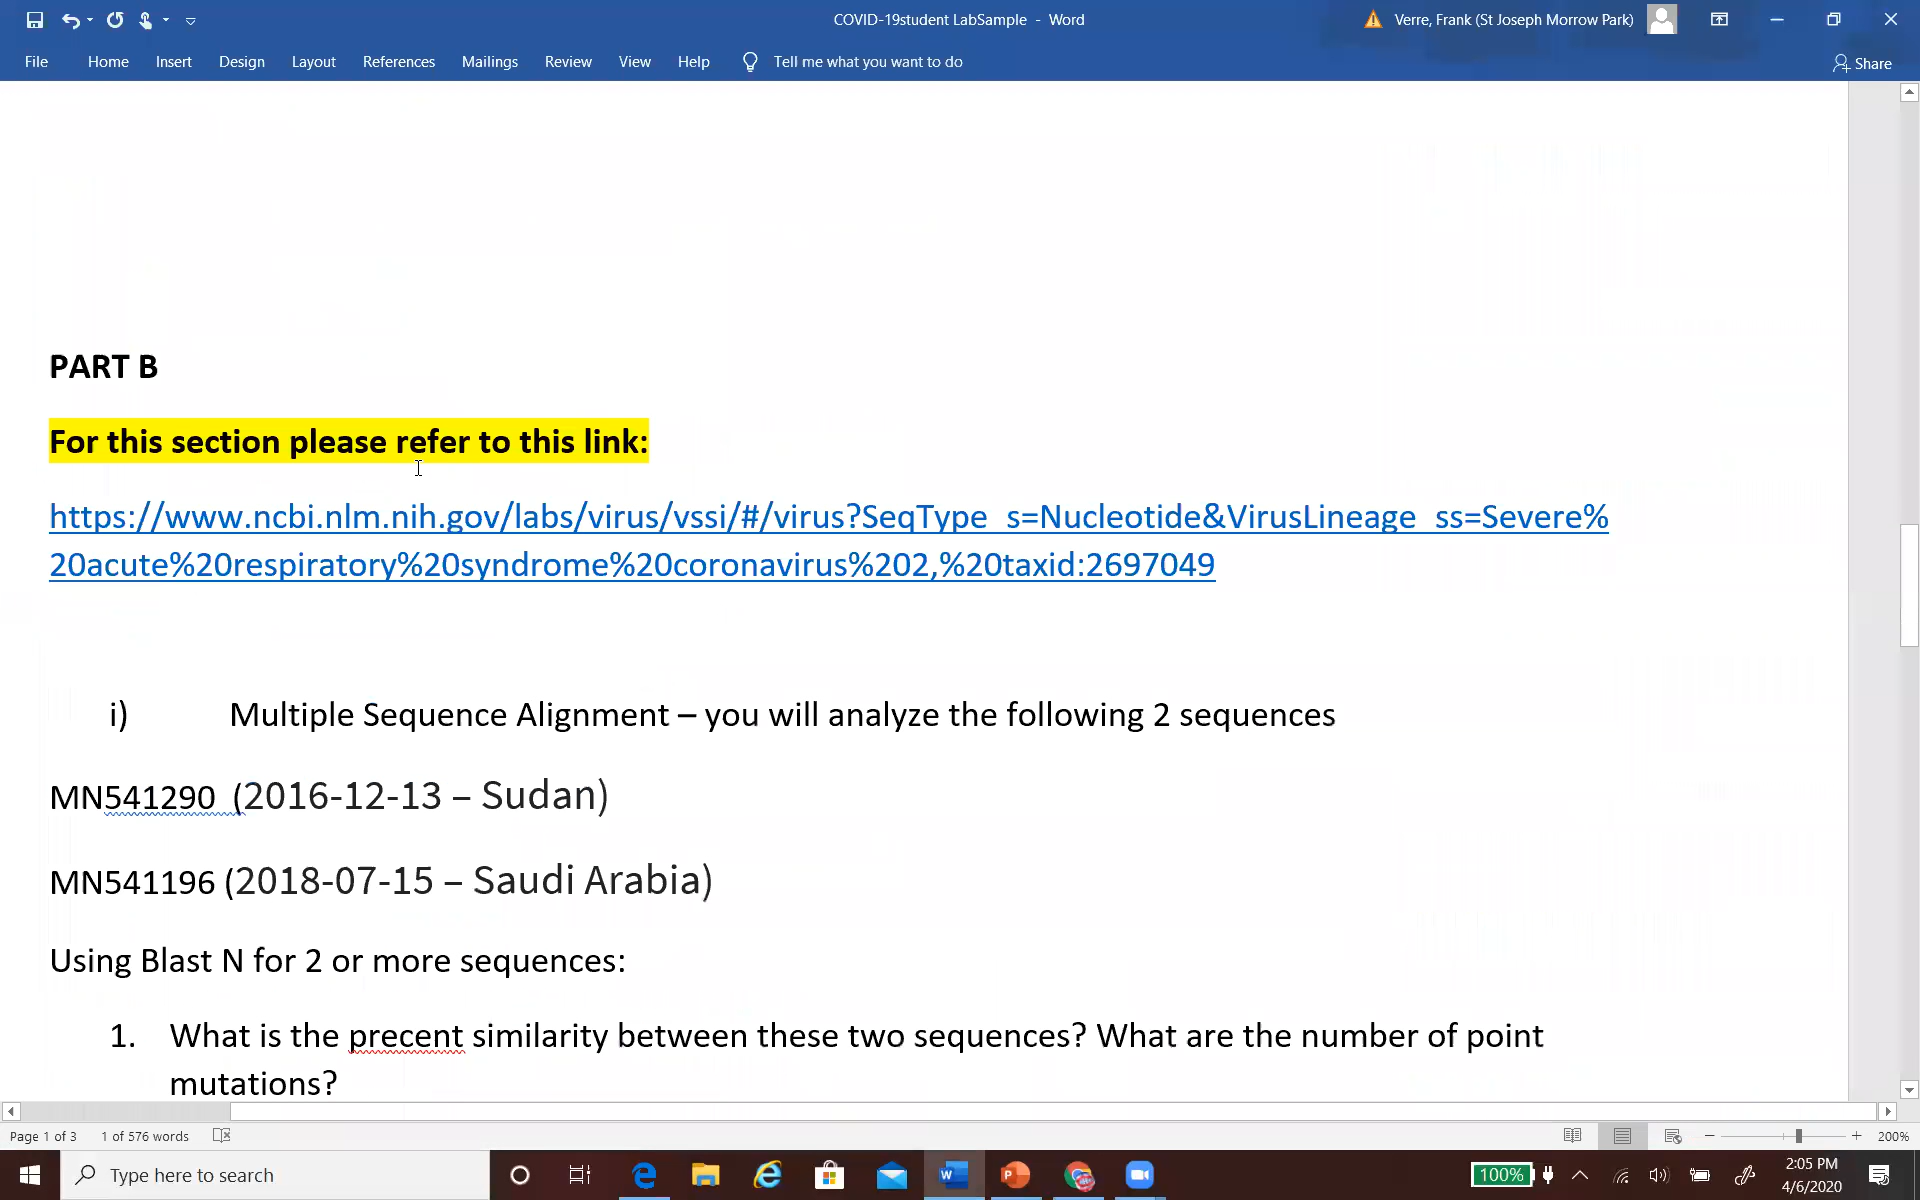 COVID-19student LabSample - Word
Verre, Frank (St Joseph Morrow Park)
File Home Insert Design Layout References Mailings Review View Help Tell me what you want to do
Share
PART B
For this section please refer to this link:
https://www.ncbi.nlm.nih.gov/labs/virus/vssi/#/virus?SeqType_s=Nucleotide&VirusLineage_ss=Severe%
20acute%20respiratory%20syndrome%20coronavirus%202,%20taxid:2697049
i) Multiple Sequence Alignment – you will analyze the following 2 sequences
MN541290 (2016-12-13 – Sudan)
MN541196 (2018-07-15 – Saudi Arabia)
Using Blast N for 2 or more sequences:
1. What is the precent similarity between these two sequences? What are the number of point
mutations?
Page 1 of 3 1 of 576 words
200%
Type here to search
100%
2:05 PM
4/6/2020